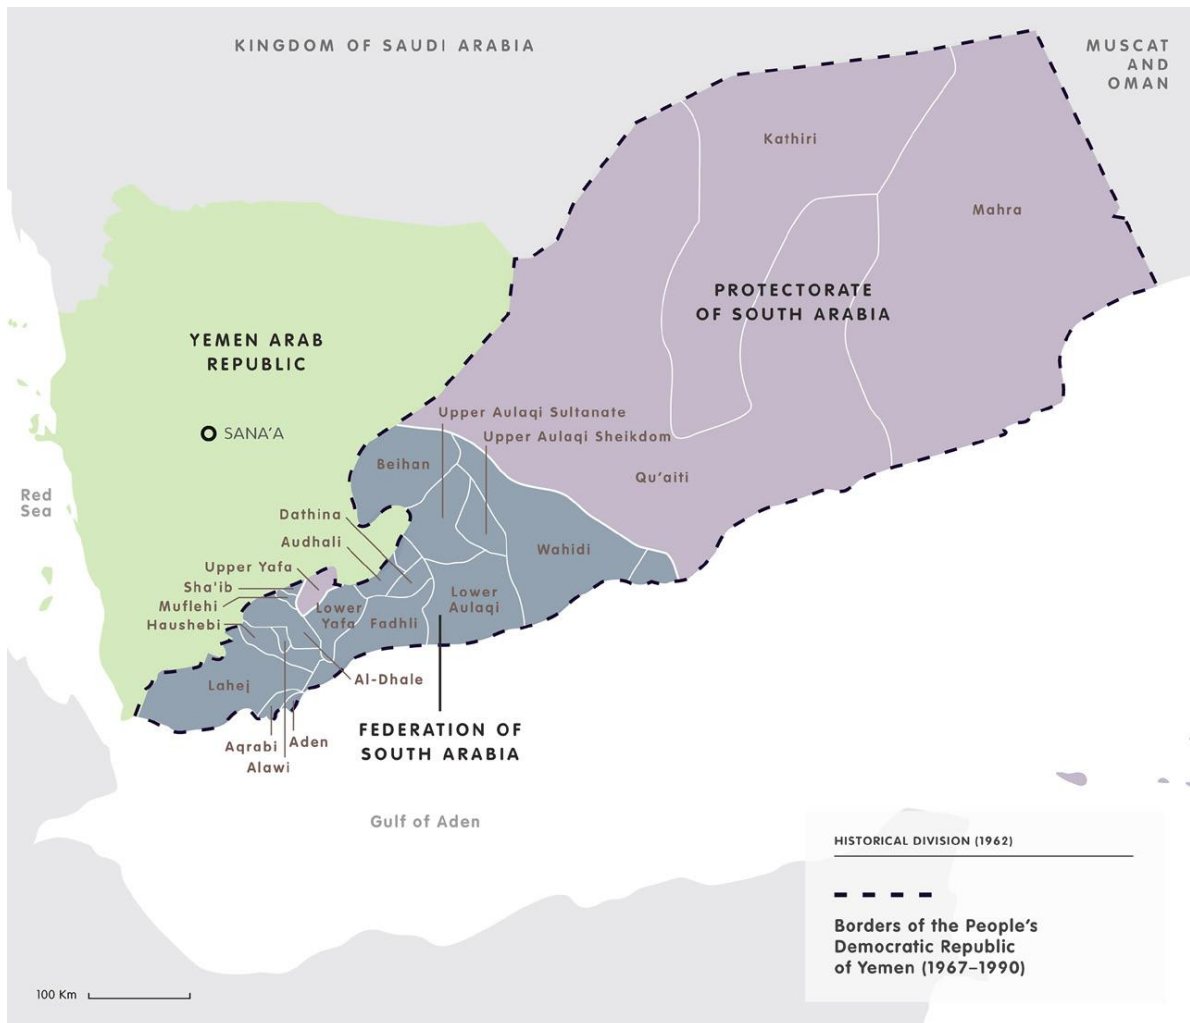 KINGDOM OF SAUDI ARABIA
MUSCAT
AND
OMAN
Kathiri
Mahra
PROTECTORATE
OF SOUTH ARABIA
YEMEN ARAB
REPUBLIC
SANA'A
Upper Aulaqi Sultanate
Upper Aulaqi Sheikdom
Beihan
Qu'aiti
Red
Sea
Dathina
Audhali
Wahidi
Upper Yafa
Sha'ib
Muflehi
Haushebi
Lower
Yafa
Fadhli
Lower
Aulaqi
Lahej
Al-Dhale
Aqrabi
Aden
Alawi
FEDERATION OF
SOUTH ARABIA
Gulf of Aden
HISTORICAL DIVISION (1962)
Borders of the People's
Democratic Republic
of Yemen (1967–1990)
100 Km